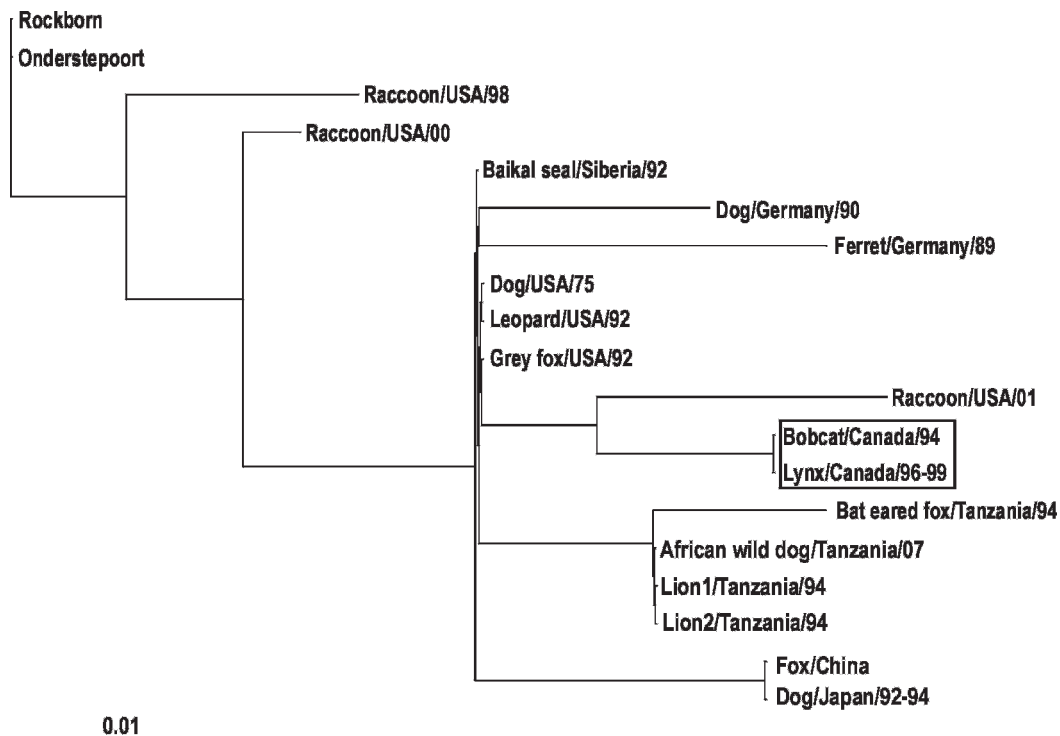 Rockborn
Onderstepoort
Raccoon/USA/98
Raccoon/USA/00
Baikal seal/Siberia/92
Dog/Germany/90
Ferret/Germany/89
Dog/USA/75
Leopard/USA/92
Grey fox/USA/92
Raccoon/USA/01
Bobcat/Canada/94
Lynx/Canada/96-99
Bat eared fox/Tanzania/94
African wild dog/Tanzania/07
Lion1/Tanzania/94
Lion2/Tanzania/94
Fox/China
Dog/Japan/92-94
0.01